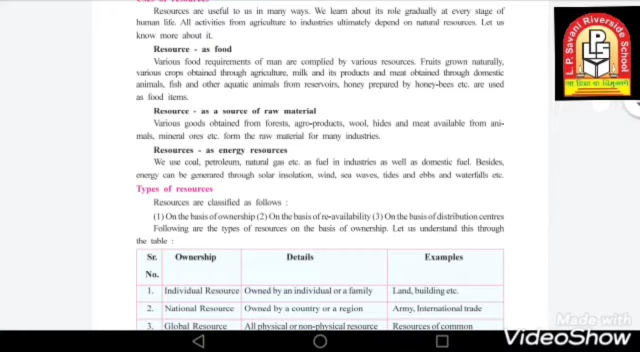 Uses of resources
Resources are useful to us in many ways. We learn about its role gradually at every stage of
human life. All activities from agriculture to industries ultimately depend on natural resources. Let us
know more about it.
Resource - as food
Various food requirements of man are complied by various resources. Fruits grown naturally,
various crops obtained through agriculture, milk and its products and meat obtained through domestic
animals, fish and other aquatic animals from reservoirs, honey prepared by honey-bees etc. are used
as food items.
Resource - as a source of raw material
Various goods obtained from forests, agro-products, wool, hides and meat available from ani-
mals, mineral ores etc. form the raw material for many industries.
Resources - as energy resources
We use coal, petroleum, natural gas etc. as fuel in industries as well as domestic fuel. Besides,
energy can be generared through solar insolution, wind, sea waves, tides and ebbs and waterfalls etc.
Types of resources
Resources are classified as follows :
(1) On the basis of ownership (2) On the basis of re-availability (3) On the basis of distribution centres
Following are the types of resources on the basis of ownership. Let us understand this through
the table :
Sr. No. Ownership Details Examples
1. Individual Resource Owned by an individual or a family Land, building etc.
2. National Resource Owned by a country or a region Army, International trade
3. Global Resource All physical or non-physical resource Resources of common
L. P. Savani Riverside School
LPS
सा विद्या या विमुक्तये
Made with
VideoShow